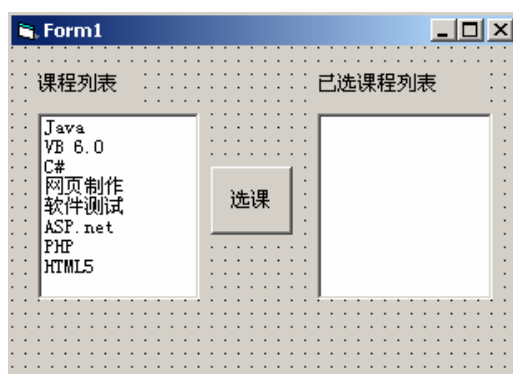 Form1
课程列表
已选课程列表
Java
VB 6.0
C#
网页制作
软件测试
ASP.net
PHP
HTML5
选课